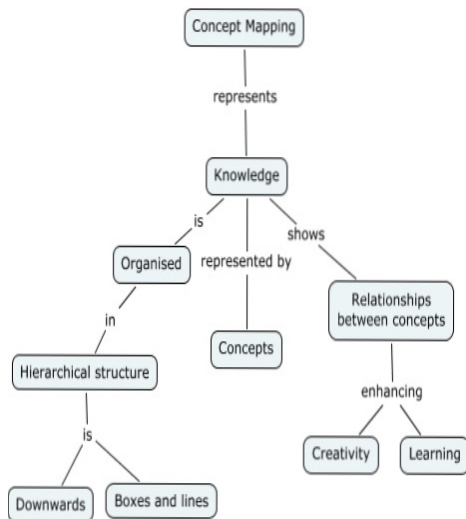 Concept Mapping
represents
Knowledge
is
shows
Organised
represented by
Relationships
between concepts
in
Concepts
Hierarchical structure
enhancing
is
Creativity
Learning
Downwards
Boxes and lines